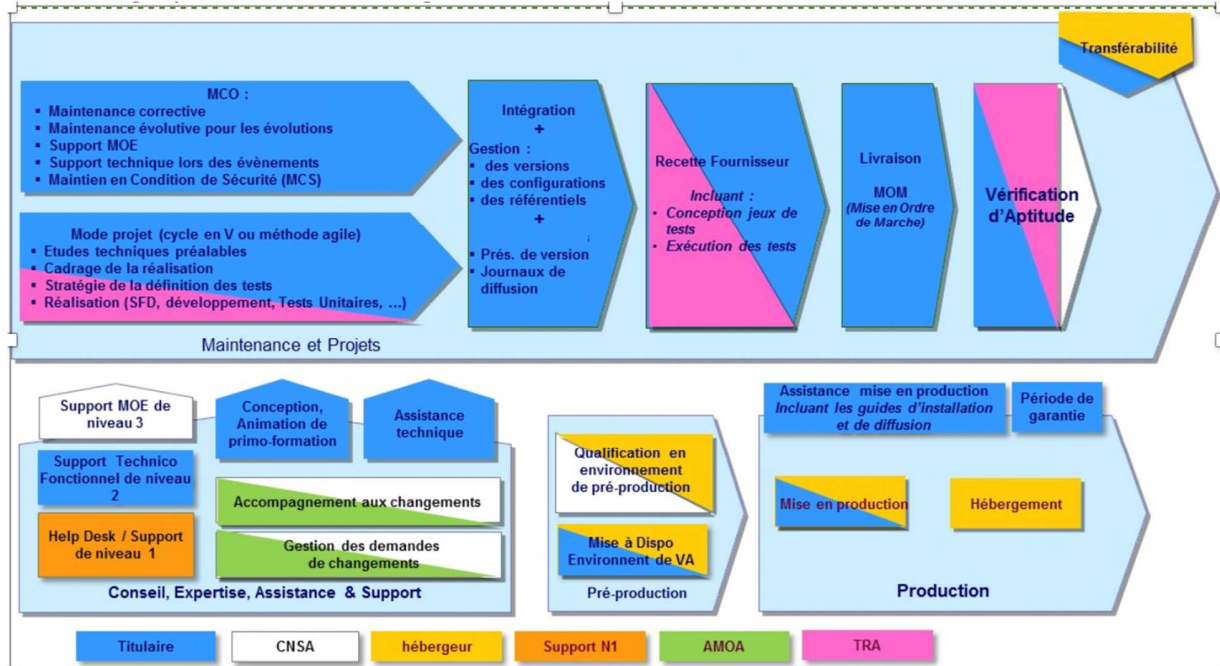 Transférabilité
MCO :
▪ Maintenance corrective
▪ Maintenance évolutive pour les évolutions
▪ Support MOE
▪ Support technique lors des évènements
▪ Maintien en Condition de Sécurité (MCS)
Mode projet (cycle en V ou méthode agile)
▪ Etudes techniques préalables
▪ Cadrage de la réalisation
▪ Stratégie de la définition des tests
▪ Réalisation (SFD, développement, Tests Unitaires, …)
Intégration
+
Gestion :
▪ des versions
▪ des configurations
▪ des référentiels
+
;
▪ Prés. de version
▪ Journaux de
diffusion
Recette Fournisseur
Incluant :
• Conception jeux de
tests
• Exécution des tests
Livraison
MOM
(Mise en Ordre
de Marche)
Vérification
d'Aptitude
Maintenance et Projets
Support MOE de
niveau 3
Support Technico
Fonctionnel de niveau
2
Help Desk / Support
de niveau 1
Conception,
Animation de
primo-formation
Assistance
technique
Accompagnement aux changements
Gestion des demandes
de changements
Conseil, Expertise, Assistance & Support
Qualification en
environnement
de pré-production
Mise à Dispo
Environnent de VA
Pré-production
Assistance mise en production
Incluant les guides d'installation
et de diffusion
Période de
garantie
Mise en production
Hébergement
Production
Titulaire
CNSA
hébergeur
Support N1
AMOA
TRA